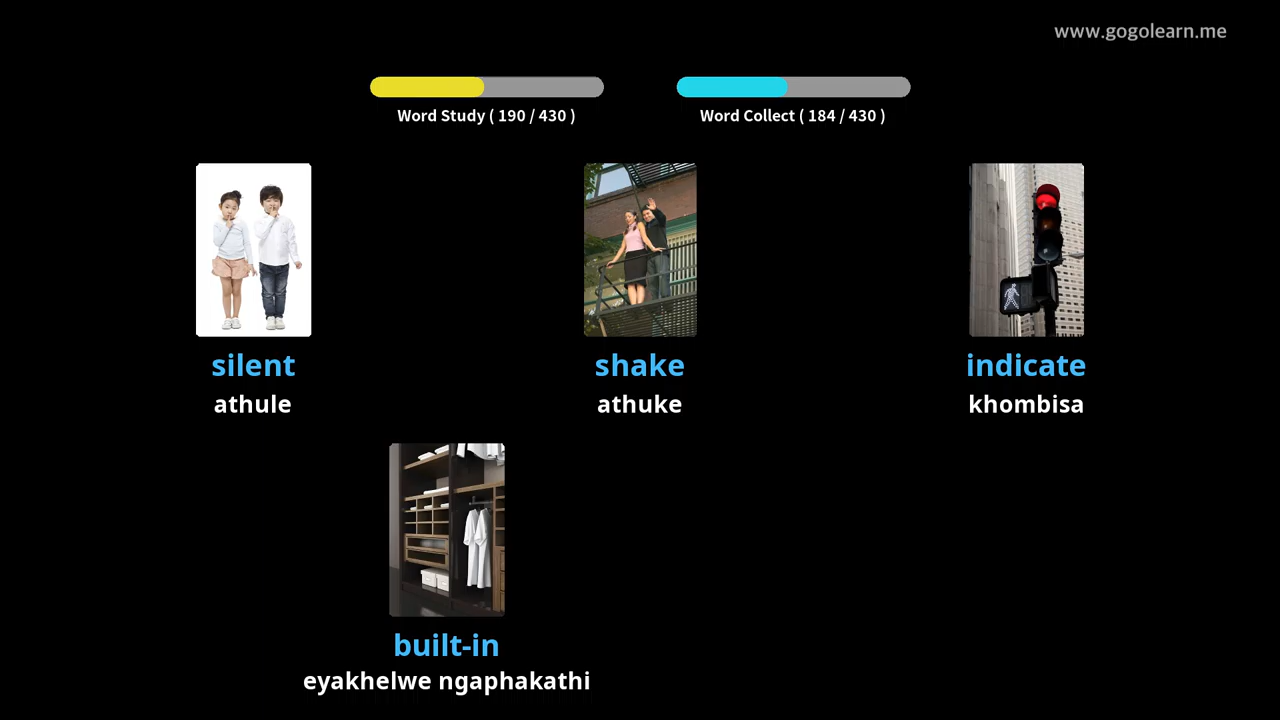 www.gogolearn.me
Word Study ( 190 / 430 )
Word Collect ( 184 / 430 )
silent
athule
shake
athuke
indicate
khombisa
built-in
eyakhelwe ngaphakathi